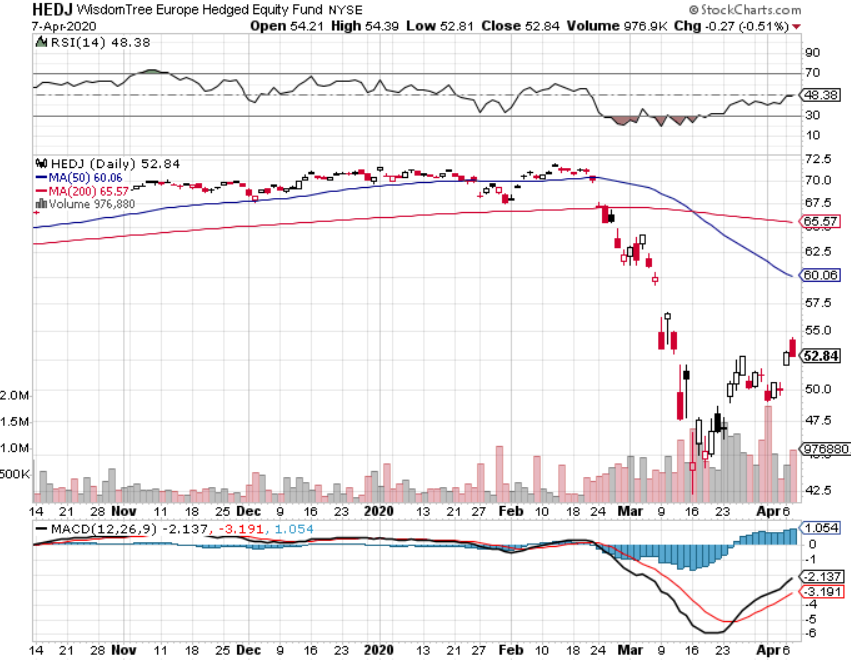 HEDJ WisdomTree Europe Hedged Equity Fund NYSE © StockCharts.com
7-Apr-2020 Open 54.21 High 54.39 Low 52.81 Close 52.84 Volume 976.9K Chg -0.27 (-0.51%)
RSI(14) 48.38
90
70
48.38
30
10
HEDJ (Daily) 52.84
MA(50) 60.06
MA(200) 65.57
Volume 976,880
72.5
70.0
67.5
65.57
62.5
60.06
57.5
55.0
52.84
50.0
47.5
976880
42.5
2.0M
1.5M
1.0M
500K
14 21 28 Nov 11 18 25 Dec 9 16 23 2020 13 21 27 Feb 10 18 24 Mar 9 16 23 Apr 6
MACD(12,26,9) -2.137, -3.191, 1.054
1.054
0
-1
-2.137
-3.191
-4
-5
-6
14 21 28 Nov 11 18 25 Dec 9 16 23 2020 13 21 27 Feb 10 18 24 Mar 9 16 23 Apr 6